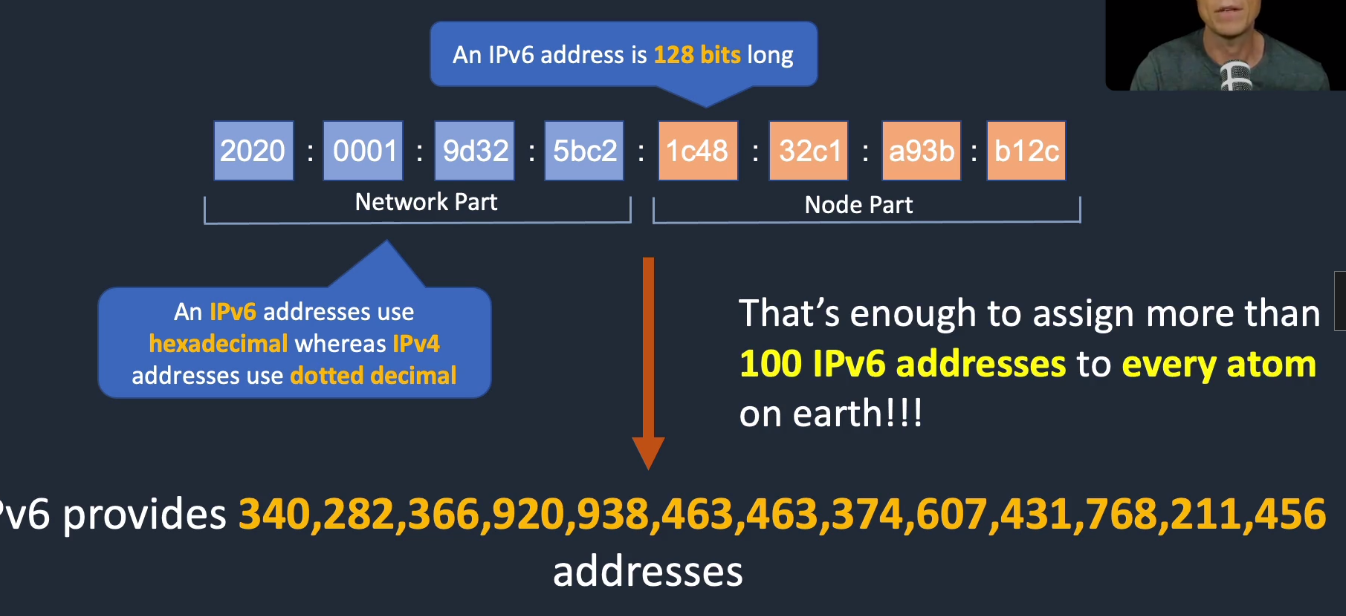 An IPv6 address is 128 bits long
2020 : 0001 : 9d32 : 5bc2 : 1c48 : 32c1 : a93b : b12c
Network Part
Node Part
An IPv6 addresses use
hexadecimal whereas IPv4
addresses use dotted decimal
That’s enough to assign more than
100 IPv6 addresses to every atom
on earth!!!
Pv6 provides 340,282,366,920,938,463,463,374,607,431,768,211,456
addresses